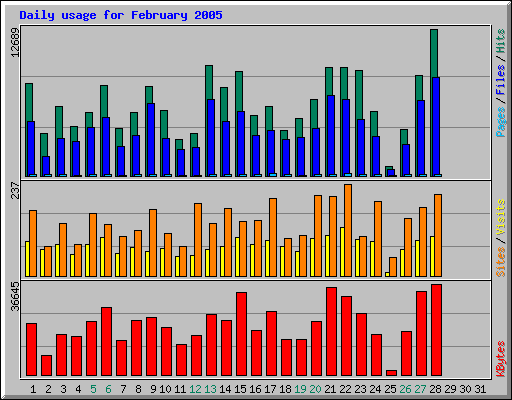 Daily usage for February 2005
12689
Pages / Files / Hits
237
Sites / Visits
36645
KBytes
1 2 3 4 5 6 7 8 9 10 11 12 13 14 15 16 17 18 19 20 21 22 23 24 25 26 27 28 29 30 31